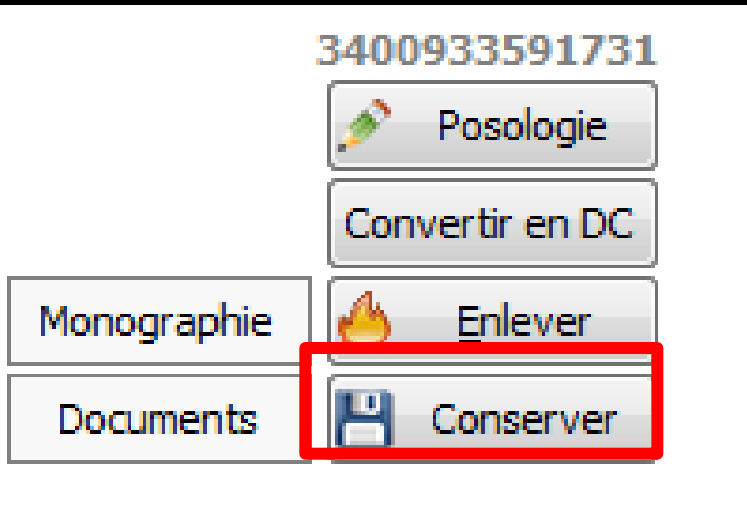 3400933591731
Posologie
Convertir en DC
Monographie Enlever
Documents Conserver